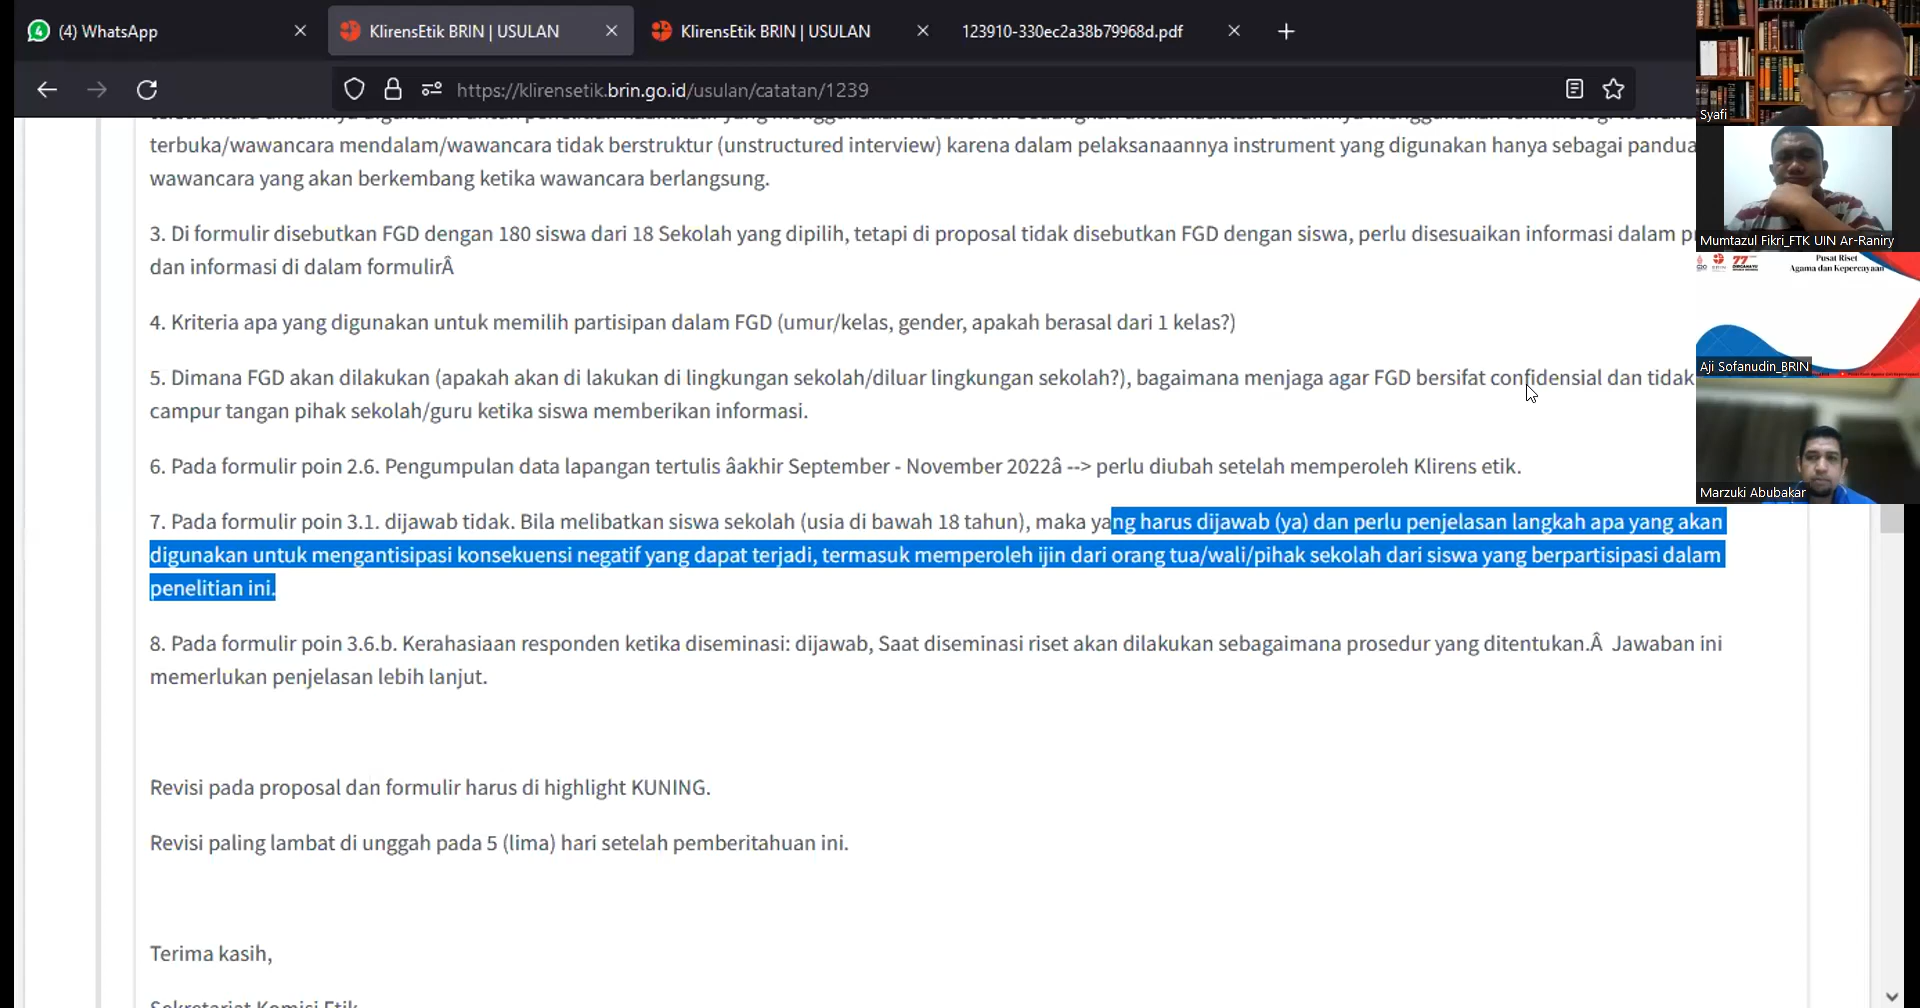 (4) WhatsApp
KlirensEtik BRIN | USULAN
KlirensEtik BRIN | USULAN
123910-330ec2a38b79968d.pdf
https://klirensetik.brin.go.id/usulan/catatan/1239
terbuka/wawancara mendalam/wawancara tidak berstruktur (unstructured interview) karena dalam pelaksanaannya instrument yang digunakan hanya sebagai pandua
wawancara yang akan berkembang ketika wawancara berlangsung.
3. Di formulir disebutkan FGD dengan 180 siswa dari 18 Sekolah yang dipilih, tetapi di proposal tidak disebutkan FGD dengan siswa, perlu disesuaikan informasi dalam p
dan informasi di dalam formulirÂ
4. Kriteria apa yang digunakan untuk memilih partisipan dalam FGD (umur/kelas, gender, apakah berasal dari 1 kelas?)
5. Dimana FGD akan dilakukan (apakah akan di lakukan di lingkungan sekolah/diluar lingkungan sekolah?), bagaimana menjaga agar FGD bersifat confidensial dan tidak
campur tangan pihak sekolah/guru ketika siswa memberikan informasi.
6. Pada formulir poin 2.6. Pengumpulan data lapangan tertulis âakhir September - November 2022â --> perlu diubah setelah memperoleh Klirens etik.
7. Pada formulir poin 3.1. dijawab tidak. Bila melibatkan siswa sekolah (usia di bawah 18 tahun), maka yang harus dijawab (ya) dan perlu penjelasan langkah apa yang akan
digunakan untuk mengantisipasi konsekuensi negatif yang dapat terjadi, termasuk memperoleh ijin dari orang tua/wali/pihak sekolah dari siswa yang berpartisipasi dalam
penelitian ini.
8. Pada formulir poin 3.6.b. Kerahasiaan responden ketika diseminasi: dijawab, Saat diseminasi riset akan dilakukan sebagaimana prosedur yang ditentukan.Â Jawaban ini
memerlukan penjelasan lebih lanjut.
Revisi pada proposal dan formulir harus di highlight KUNING.
Revisi paling lambat di unggah pada 5 (lima) hari setelah pemberitahuan ini.
Terima kasih,
Sekretariat Komisi Etik
Syafi
Mumtazul Fikri_FTK UIN Ar-Raniry
Pusat Riset
Agama dan Kepercayaan
Aji Sofanudin_BRIN
Marzuki Abubakar